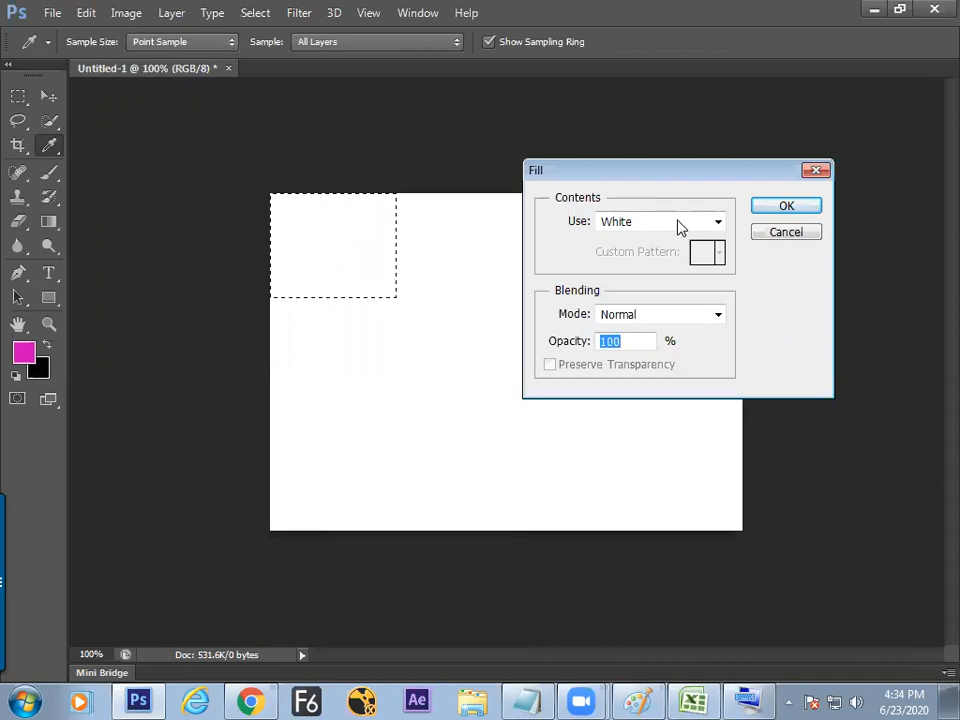 Ps File Edit Image Layer Type Select Filter 3D View Window Help
Sample Size: Point Sample Sample: All Layers Show Sampling Ring
Untitled-1 @ 100% (RGB/8) * ×
Fill
Contents
Use: White
OK
Custom Pattern:
Cancel
Blending
Mode: Normal
Opacity: 100 %
Preserve Transparency
T
100% Doc: 531.6K/0 bytes
Mini Bridge
Ps F6 Ae
4:34 PM
6/23/2020